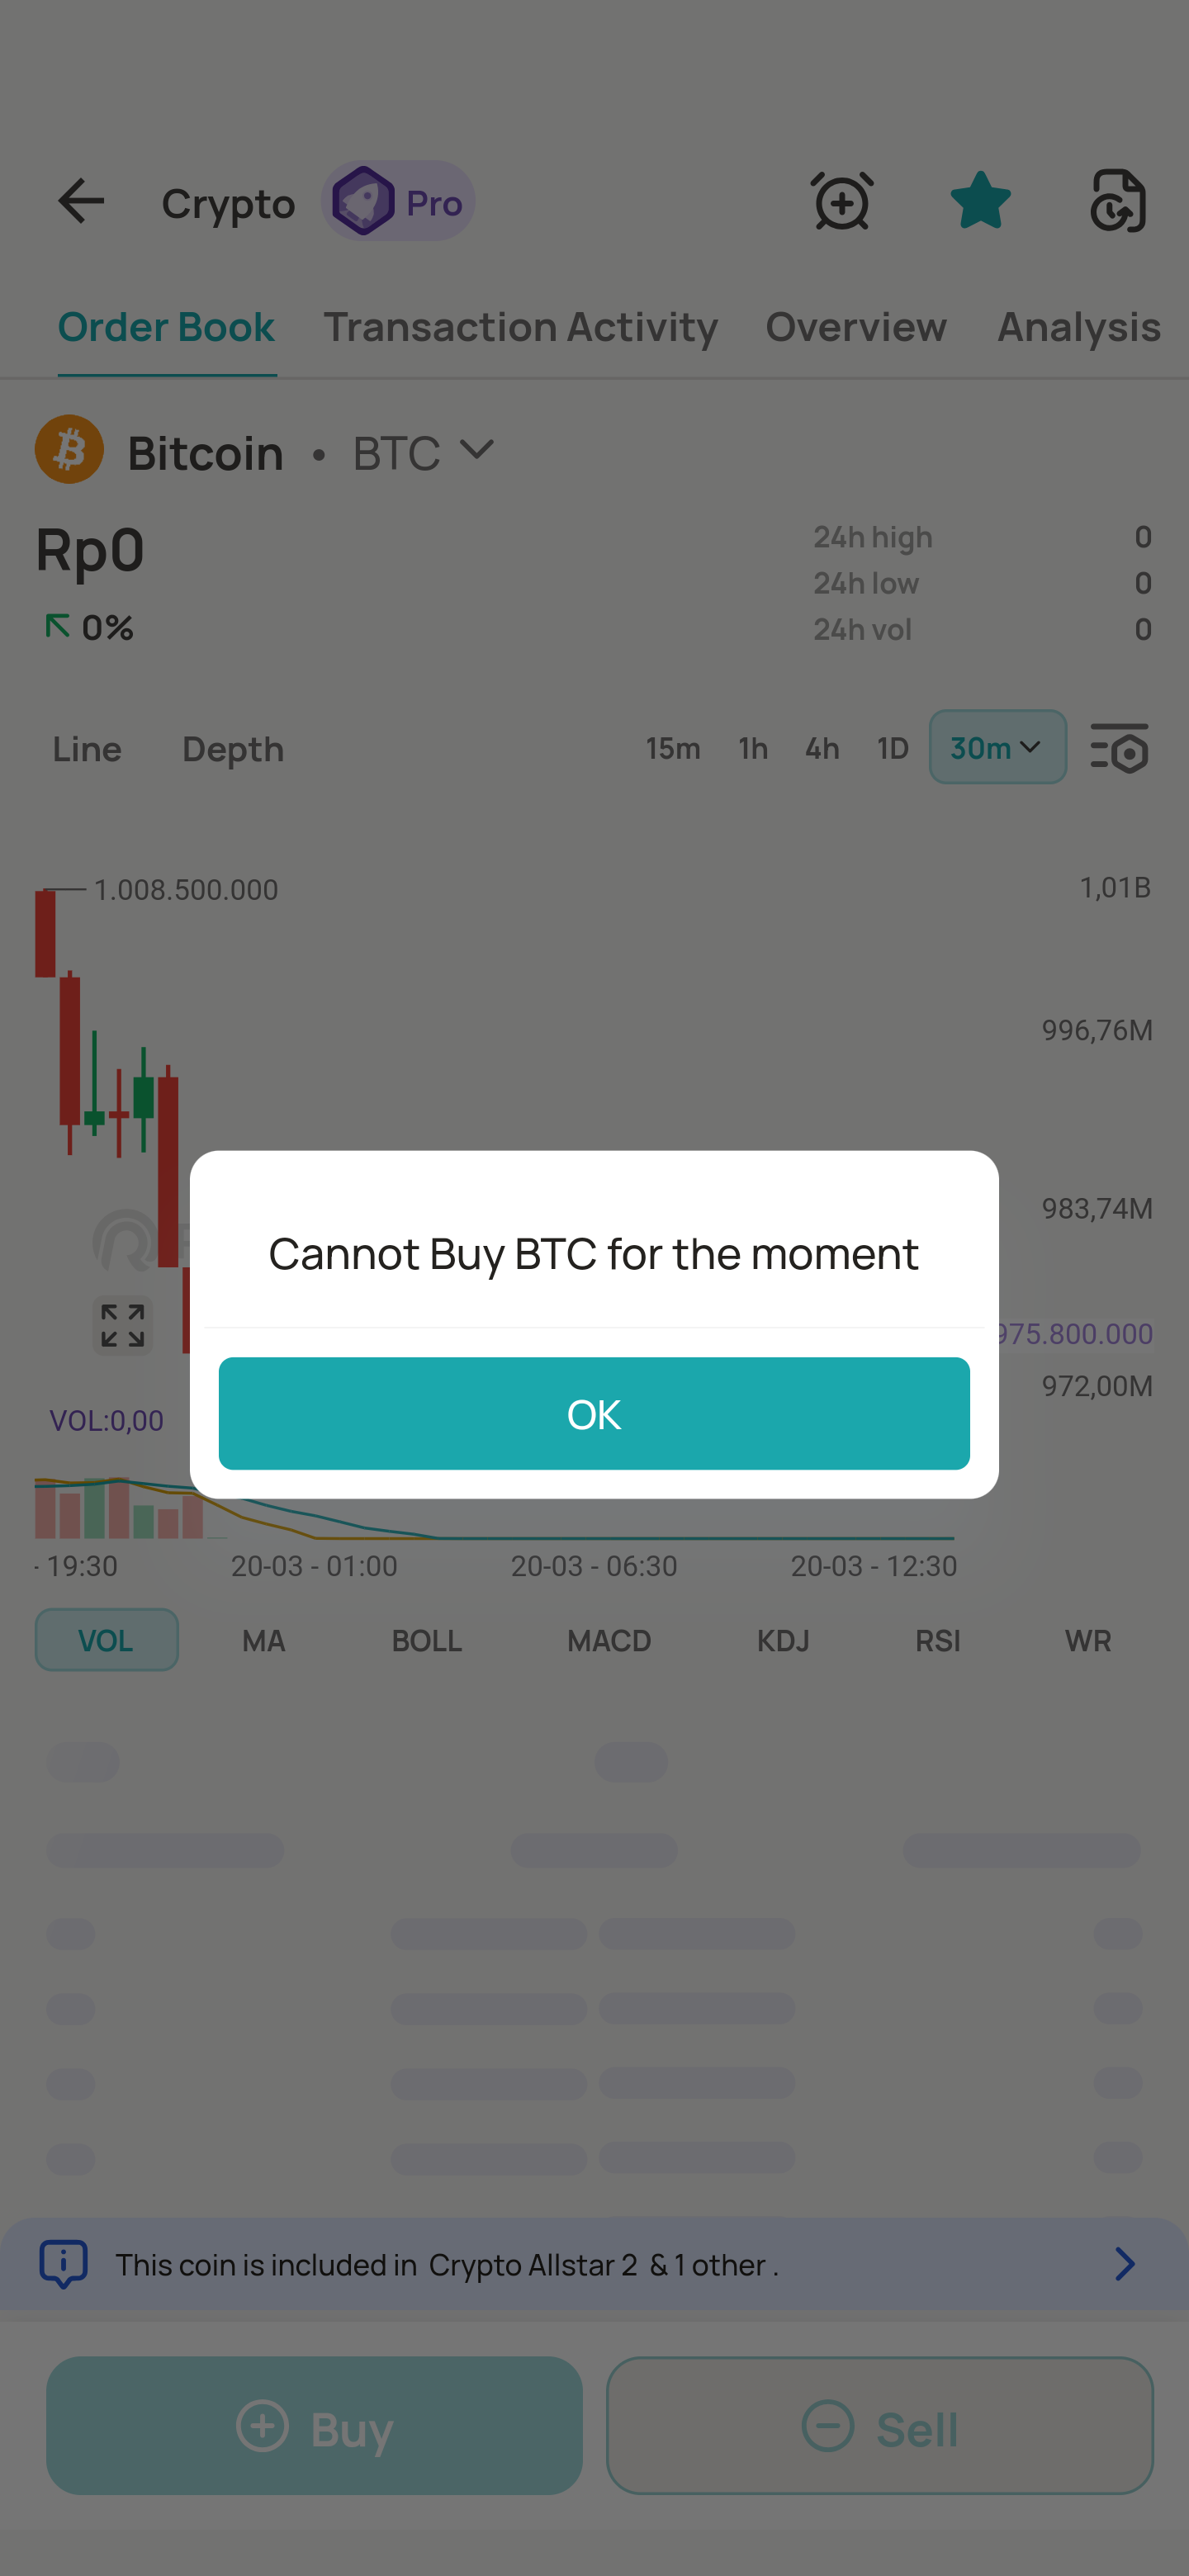 Crypto Pro
Order Book Transaction Activity Overview Analysis
Bitcoin • BTC
Rp0
24h high 0
24h low 0
24h vol 0
0%
Line Depth 15m 1h 4h 1D 30m
1.008.500.000 1,01B
996,76M
983,74M
Cannot Buy BTC for the moment
975.800.000
972,00M
OK
VOL:0,00
- 19:30 20-03 - 01:00 20-03 - 06:30 20-03 - 12:30
VOL MA BOLL MACD KDJ RSI WR
This coin is included in Crypto Allstar 2 & 1 other .
Buy Sell